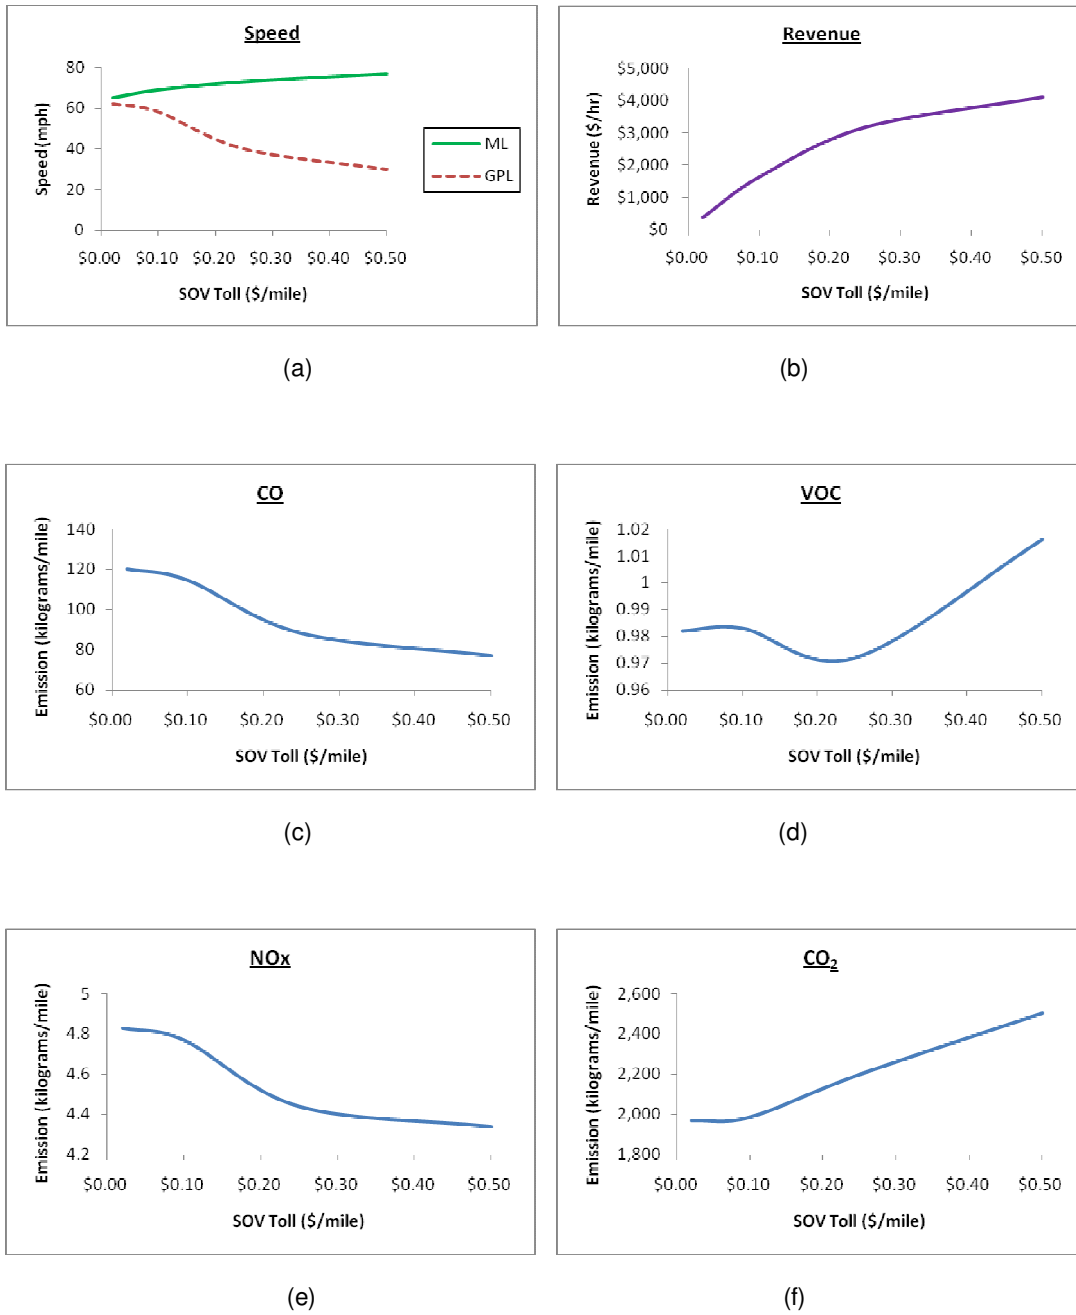 Speed
80
60
40
20
0
Speed(mph)
$0.00 $0.10 $0.20 $0.30 $0.40 $0.50
SOV Toll ($/mile)
ML
GPL
(a)
Revenue
$5,000
$4,000
$3,000
$2,000
$1,000
$0
Revenue ($/hr)
$0.00 $0.10 $0.20 $0.30 $0.40 $0.50
SOV Toll ($/mile)
(b)
CO
140
120
100
80
60
Emission (kilograms/mile)
$0.00 $0.10 $0.20 $0.30 $0.40 $0.50
SOV Toll ($/mile)
(c)
VOC
1.02
1.01
1
0.99
0.98
0.97
0.96
Emission (kilograms/mile)
$0.00 $0.10 $0.20 $0.30 $0.40 $0.50
SOV Toll ($/mile)
(d)
NOx
5
4.8
4.6
4.4
4.2
Emission (kilograms/mile)
$0.00 $0.10 $0.20 $0.30 $0.40 $0.50
SOV Toll ($/mile)
(e)
CO₂
2,600
2,400
2,200
2,000
1,800
Emission (kilograms/mile)
$0.00 $0.10 $0.20 $0.30 $0.40 $0.50
SOV Toll ($/mile)
(f)